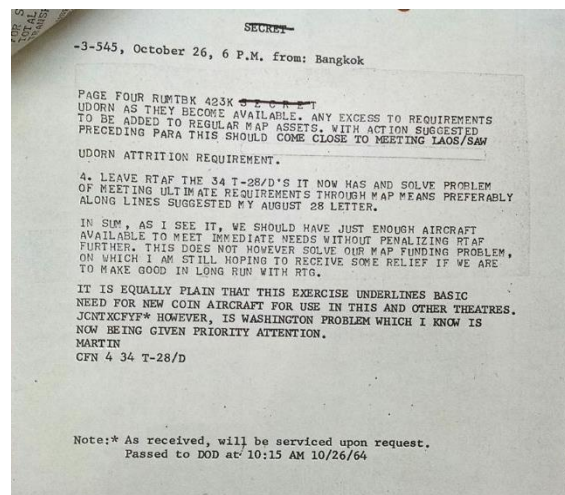 SECRET
-3-545, October 26, 6 P.M. from: Bangkok
PAGE FOUR RUMTBK 423K S E C R E T
UDORN AS THEY BECOME AVAILABLE. ANY EXCESS TO REQUIREMENTS
TO BE ADDED TO REGULAR MAP ASSETS. WITH ACTION SUGGESTED
PRECEDING PARA THIS SHOULD COME CLOSE TO MEETING LAOS/SAW
UDORN ATTRITION REQUIREMENT.
4. LEAVE RTAF THE 34 T-28/D'S IT NOW HAS AND SOLVE PROBLEM
OF MEETING ULTIMATE REQUIREMENTS THROUGH MAP MEANS PREFERABLY
ALONG LINES SUGGESTED MY AUGUST 28 LETTER.
IN SUM, AS I SEE IT, WE SHOULD HAVE JUST ENOUGH AIRCRAFT
AVAILABLE TO MEET IMMEDIATE NEEDS WITHOUT PENALIZING RTAF
FURTHER. THIS DOES NOT HOWEVER SOLVE OUR MAP FUNDING PROBLEM,
ON WHICH I AM STILL HOPING TO RECEIVE SOME RELIEF IF WE ARE
TO MAKE GOOD IN LONG RUN WITH RTG.
IT IS EQUALLY PLAIN THAT THIS EXERCISE UNDERLINES BASIC
NEED FOR NEW COIN AIRCRAFT FOR USE IN THIS AND OTHER THEATRES.
JCNTXCFYF* HOWEVER, IS WASHINGTON PROBLEM WHICH I KNOW IS
NOW BEING GIVEN PRIORITY ATTENTION.
MARTIN
CFN 4 34 T-28/D
Note:* As received, will be serviced upon request.
Passed to DOD at 10:15 AM 10/26/64